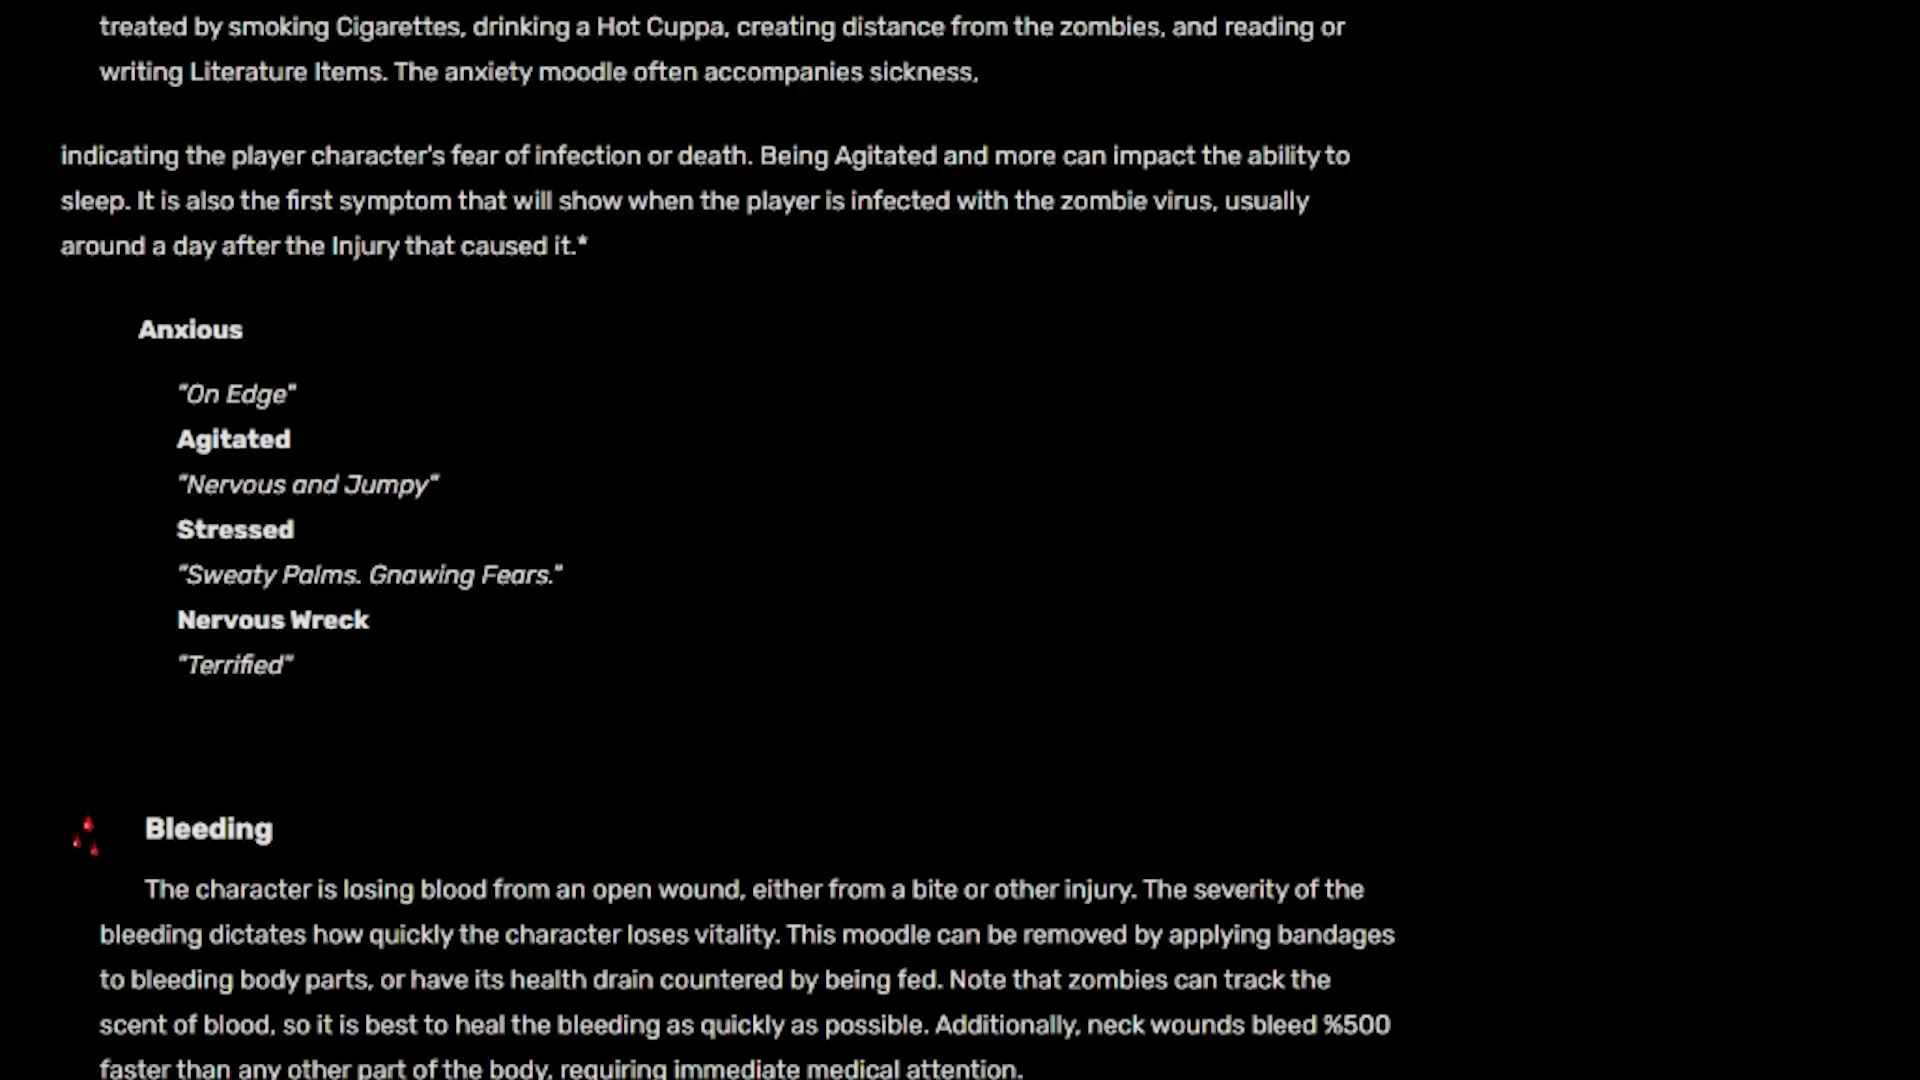 treated by smoking Cigarettes, drinking a Hot Cuppa, creating distance from the zombies, and reading or
writing Literature Items. The anxiety moodle often accompanies sickness,
indicating the player character's fear of infection or death. Being Agitated and more can impact the ability to
sleep. It is also the first symptom that will show when the player is infected with the zombie virus, usually
around a day after the Injury that caused it.*
Anxious
"On Edge"
Agitated
"Nervous and Jumpy"
Stressed
"Sweaty Palms. Gnawing Fears."
Nervous Wreck
"Terrified"
Bleeding
The character is losing blood from an open wound, either from a bite or other injury. The severity of the
bleeding dictates how quickly the character loses vitality. This moodle can be removed by applying bandages
to bleeding body parts, or have its health drain countered by being fed. Note that zombies can track the
scent of blood, so it is best to heal the bleeding as quickly as possible. Additionally, neck wounds bleed %500
faster than any other part of the body, requiring immediate medical attention.